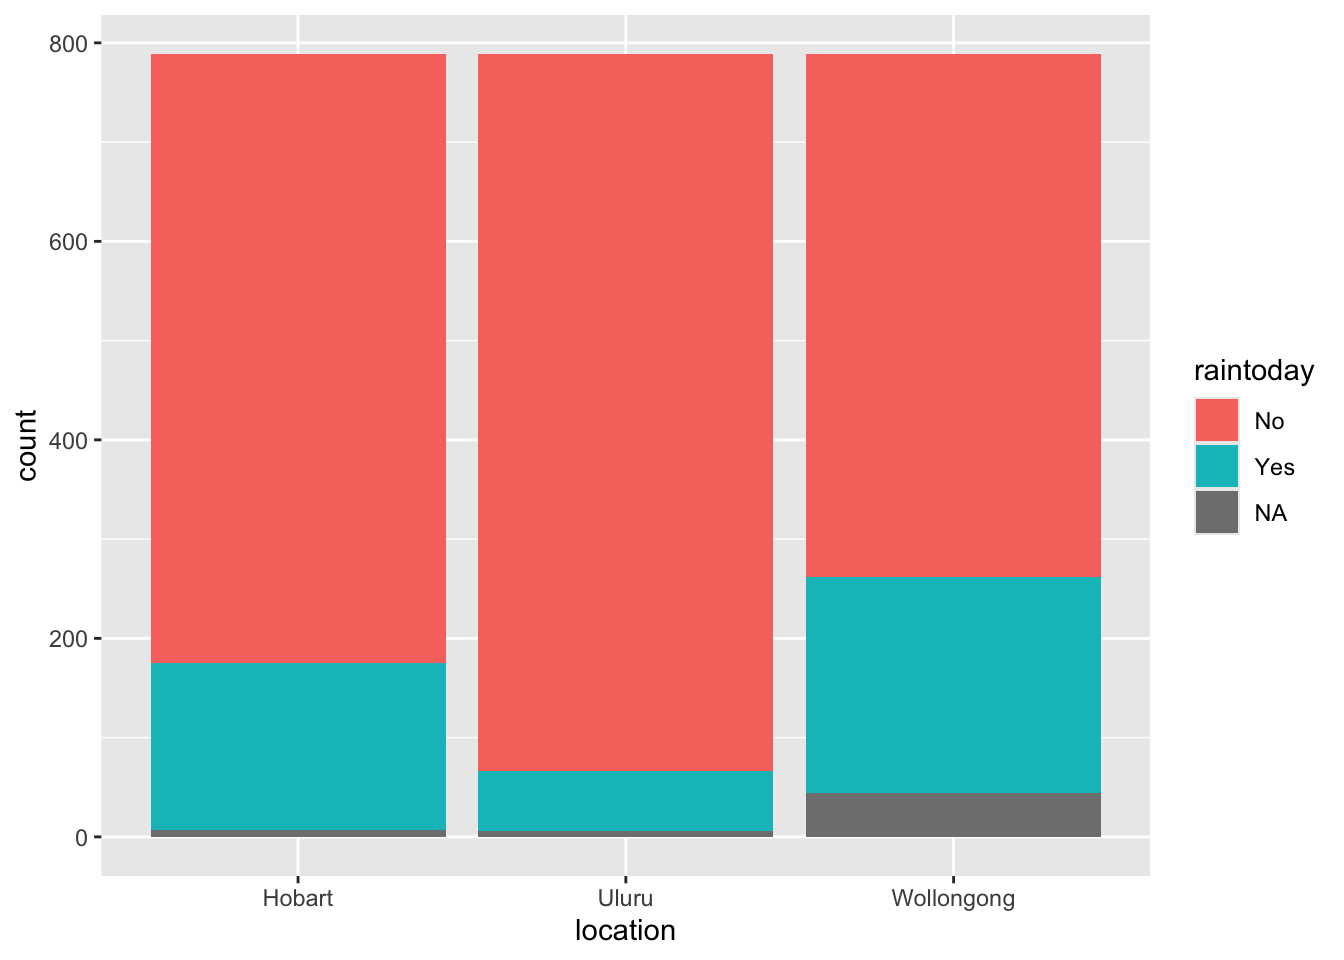 800
600
400
200
0
count
Hobart
Uluru
Wollongong
location
raintoday
No
Yes
NA